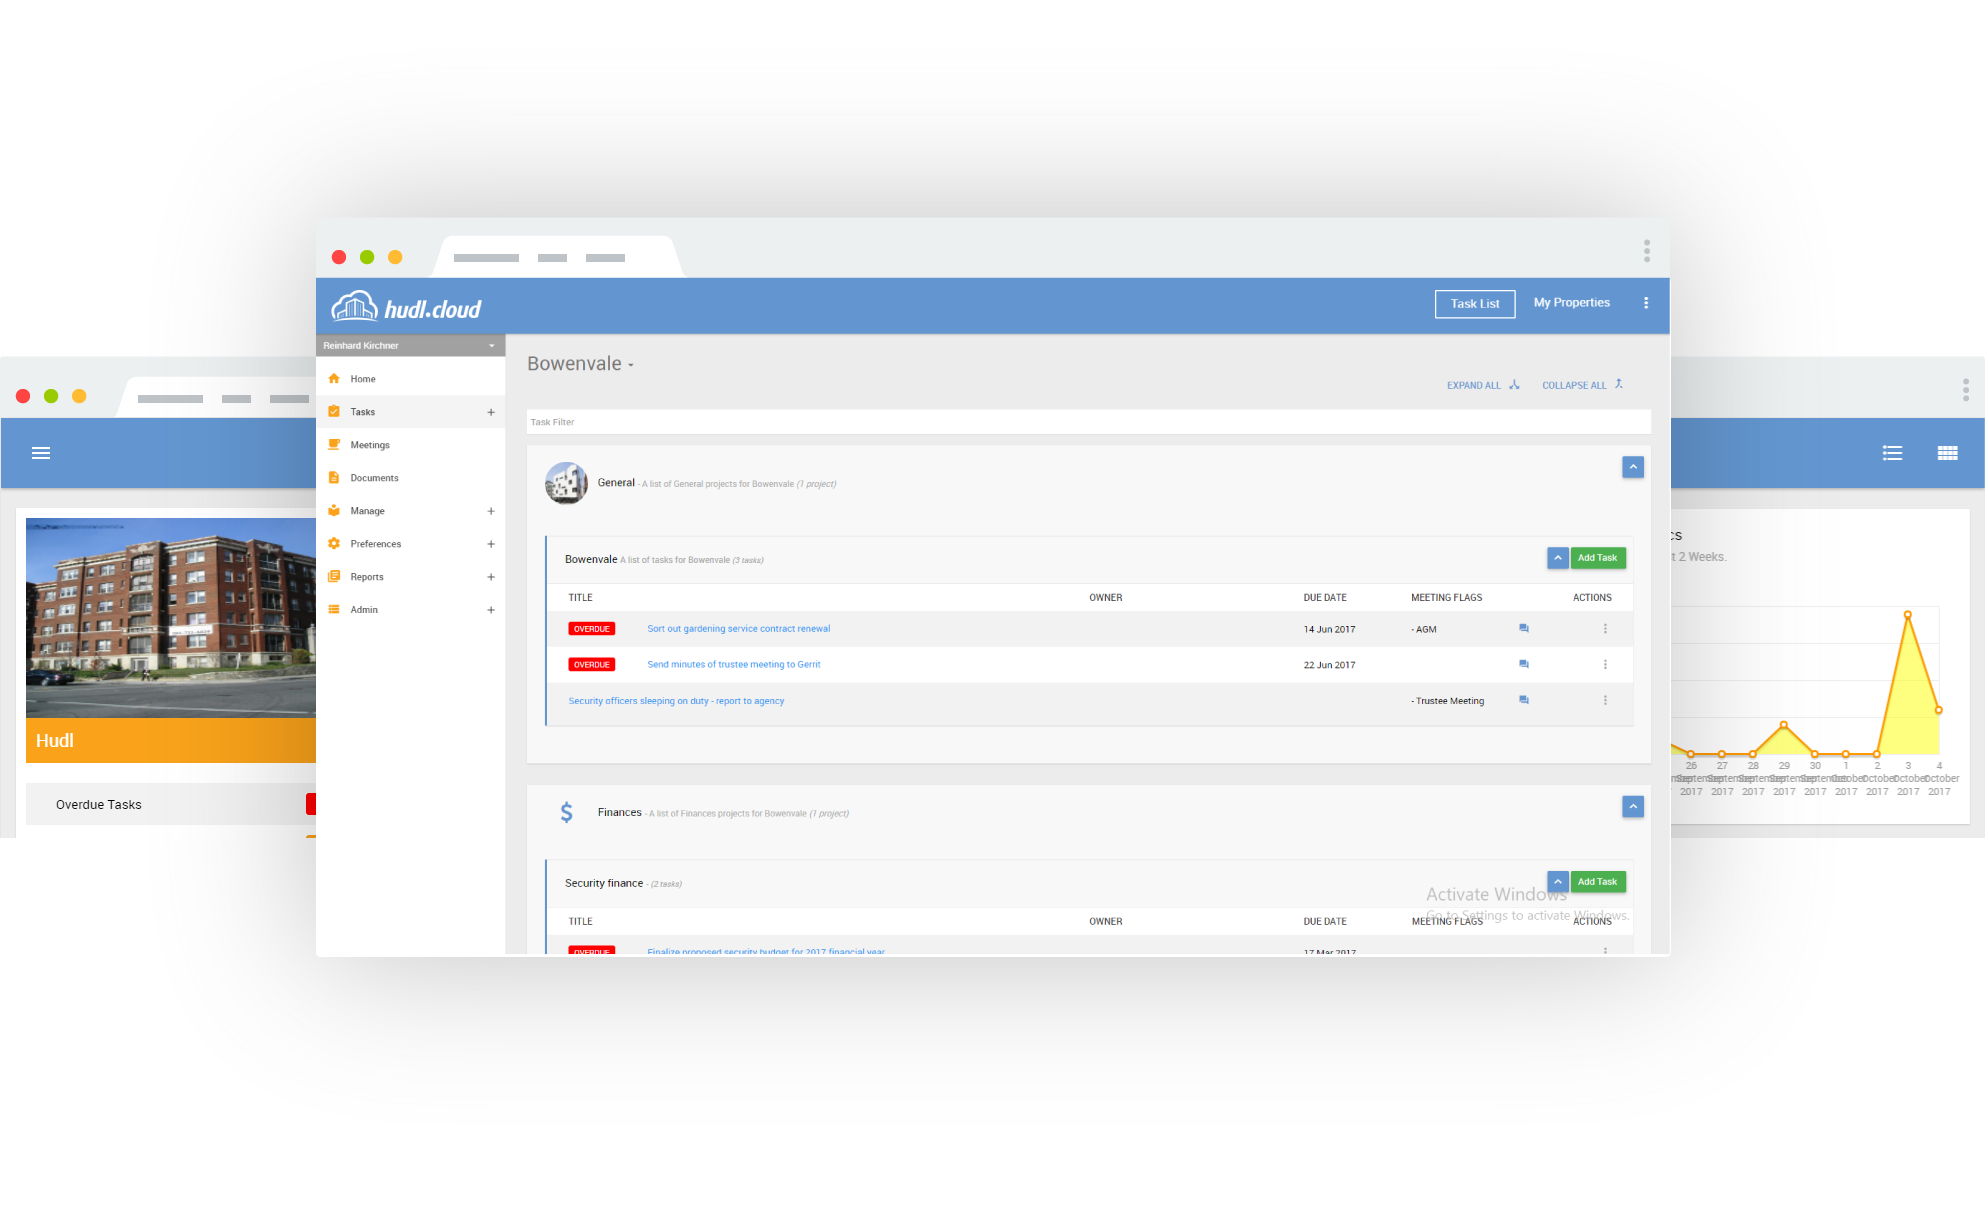 hudl.cloud
Task List
My Properties
Reinhard Kirchner
Home
Tasks
Meetings
Documents
Manage
Preferences
Reports
Admin
Bowenvale
EXPAND ALL
COLLAPSE ALL
Task Filter
General - A list of General projects for Bowenvale (1 project)
Bowenvale A list of tasks for Bowenvale (3 tasks)
Add Task
TITLE OWNER DUE DATE MEETING FLAGS ACTIONS
OVERDUE Sort out gardening service contract renewal 14 Jun 2017 - AGM
OVERDUE Send minutes of trustee meeting to Gerrit 22 Jun 2017
Security officers sleeping on duty - report to agency - Trustee Meeting
Finances - A list of Finances projects for Bowenvale (1 project)
Security finance - (2 tasks)
Add Task
Activate Windows
Go to Settings to activate Windows.
TITLE OWNER DUE DATE MEETING FLAGS ACTIONS
OVERDUE Finalize proposed security budget for 2017 financial year 17 Mar 2017
Hudl
Overdue Tasks
cs
t 2 Weeks.
26 27 28 29 30 1 2 3 4
September September September September October October October October
2017 2017 2017 2017 2017 2017 2017 2017 2017